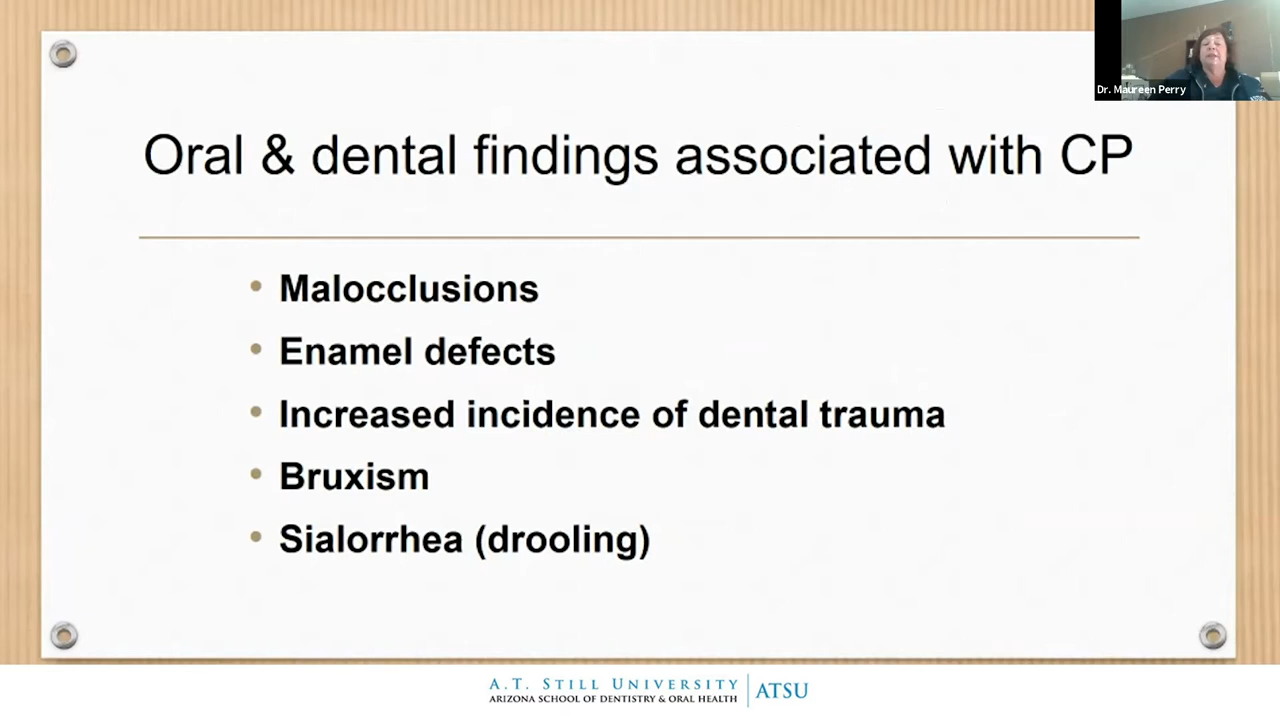 Dr. Maureen Perry
Oral & dental findings associated with CP
• Malocclusions
• Enamel defects
• Increased incidence of dental trauma
• Bruxism
• Sialorrhea (drooling)
A.T. STILL UNIVERSITY
ARIZONA SCHOOL OF DENTISTRY & ORAL HEALTH
ATSU